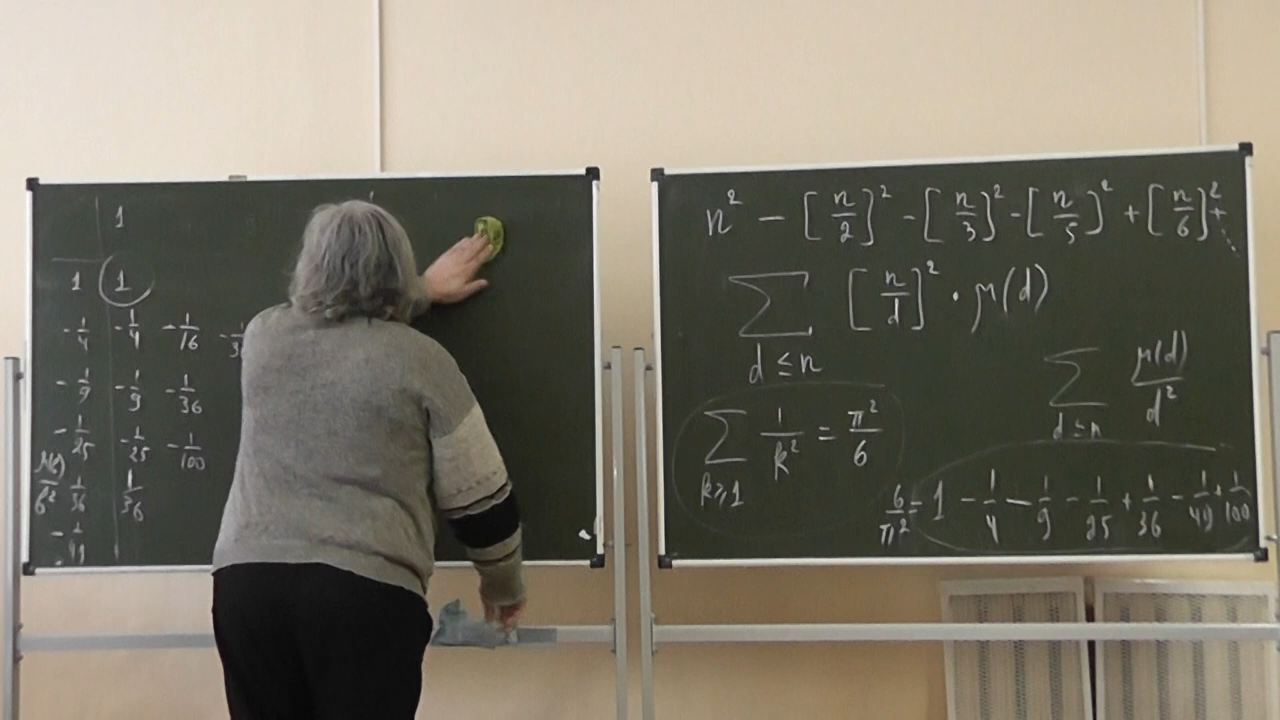 1
1 1
-1/4 -1/4 -1/16
-1/9 -1/9 -1/36
-1/25 -1/25 -1/100
1/36 1/36
-1/49
n² - [n/2]² - [n/3]² - [n/5]² + [n/6]² + ...
∑ [n/d]² · μ(d)
d ≤ n
∑ μ(d)/d²
d ≤ n
∑ 1/k² = π²/6
k ≥ 1
6/π² = 1 - 1/4 - 1/9 - 1/25 + 1/36 - 1/49 + 1/100